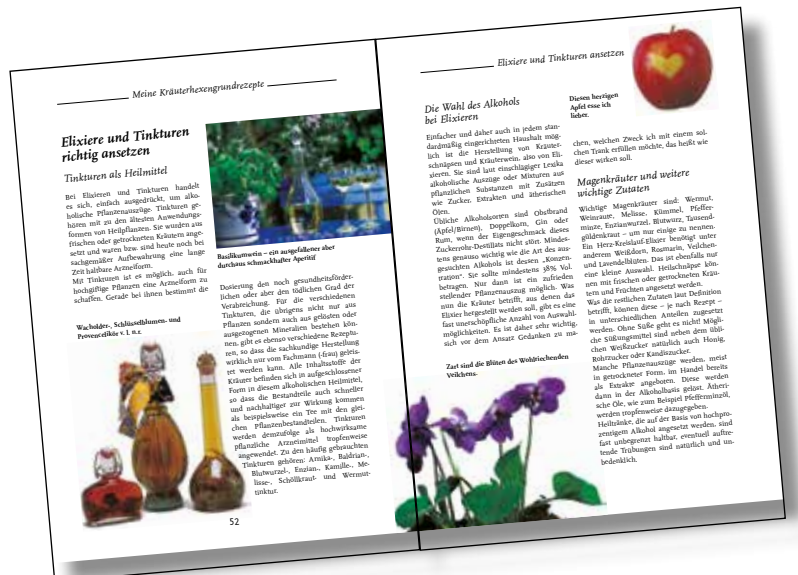 Meine Kräuterhexengrundrezepte
Elixiere und Tinkturen
richtig ansetzen
Tinkturen als Heilmittel
Bei Elixieren und Tinkturen handelt
es sich, einfach ausgedrückt, um alko-
holische Pflanzenauszüge. Tinkturen ge-
hören mit zu den ältesten Anwendungs-
formen von Heilpflanzen. Sie wurden aus
frischen oder getrockneten Kräutern ange-
setzt und waren bzw. sind heute noch bei
sachgemäßer Aufbewahrung eine lange
Zeit haltbare Arzneiform.
Mit Tinkturen ist es möglich, auch für
hochgiftige Pflanzen eine Arzneiform zu
schaffen. Gerade bei ihnen bestimmt die
Wacholder-, Schlüsselblumen- und
Provencelikör v. l. n. r.
Basilikumwein – ein ausgefallener aber
durchaus schmackhafter Aperitif
Dosierung den noch gesundheitsförder-
lichen oder aber den tödlichen Grad der
Verabreichung. Für die verschiedenen
Tinkturen, die übrigens nicht nur aus
Pflanzen sondern auch aus gelösten oder
ausgezogenen Mineralien bestehen kön-
nen, gibt es ebenso verschiedene Rezeptu-
ren, so dass die sachkundige Herstellung
wirklich nur vom Fachmann (-frau) geleis-
tet werden kann. Alle Inhaltsstoffe der
Kräuter befinden sich in aufgeschlossener
Form in diesem alkoholischen Heilmittel,
so dass die Bestandteile auch schneller
und nachhaltiger zur Wirkung kommen
als beispielsweise ein Tee mit den glei-
chen Pflanzenbestandteilen. Tinkturen
werden demzufolge als hochwirksame
pflanzliche Arzneimittel tropfenweise
angewendet. Zu den häufig gebrauchten
Tinkturen gehören: Arnika-, Baldrian-,
Blutwurzel-, Enzian-, Kamille-, Me-
lisse-, Schöllkraut- und Wermut-
tinktur.
52
Elixiere und Tinkturen ansetzen
Die Wahl des Alkohols
bei Elixieren
Einfacher und daher auch in jedem stan-
dardmäßig eingerichteten Haushalt mög-
lich ist die Herstellung von Kräuter-
schnäpsen und Kräuterwein, also von Eli-
xieren. Sie sind laut einschlägiger Lexika
alkoholische Auszüge oder Mixturen aus
pflanzlichen Substanzen mit Zusätzen
wie Zucker, Extrakten und ätherischen
Ölen.
Übliche Alkoholsorten sind Obstbrand
(Apfel/Birnen), Doppelkorn, Gin oder
Rum, wenn der Eigengeschmack dieses
Zuckerrohr-Destillats nicht stört. Mindes-
tens genauso wichtig wie die Art des aus-
gesuchten Alkohols ist dessen „Konzen-
tration“. Sie sollte mindestens 38% Vol.
betragen. Nur dann ist ein zufrieden
stellender Pflanzenauszug möglich. Was
nun die Kräuter betrifft, aus denen das
Elixier hergestellt werden soll, gibt es eine
fast unerschöpfliche Anzahl von Auswahl-
möglichkeiten. Es ist daher sehr wichtig,
sich vor dem Ansatz Gedanken zu ma-
Zart sind die Blüten des Wohlriechenden
Veilchens.
Diesen herzigen
Apfel esse ich
lieber.
chen, welchen Zweck ich mit einem sol-
chen Trank erfüllen möchte, das heißt wie
dieser wirken soll.
Magenkräuter und weitere
wichtige Zutaten
Wichtige Magenkräuter sind: Wermut,
Weinraute, Melisse, Kümmel, Pfeffer-
minze, Enzianwurzel, Blutwurz, Tausend-
güldenkraut – um nur einige zu nennen.
Ein Herz-Kreislauf-Elixier benötigt unter
anderem Weißdorn, Rosmarin, Veilchen-
und Lavendelblüten. Das ist ebenfalls nur
eine kleine Auswahl. Heilschnäpse kön-
nen mit frischen oder getrockneten Kräu-
tern und Früchten angesetzt werden.
Was die restlichen Zutaten laut Definition
betrifft, können diese – je nach Rezept –
in unterschiedlichen Anteilen zugesetzt
werden. Ohne Süße geht es nicht! Mögli-
che Süßungsmittel sind neben dem übli-
chen Weißzucker natürlich auch Honig,
Rohrzucker oder Kandiszucker.
Manche Pflanzenauszüge werden, meist
in getrockneter Form, im Handel bereits
als Extrakte angeboten. Diese werden
dann in der Alkoholbasis gelöst. Ätheri-
sche Öle, wie zum Beispiel Pfefferminzöl,
werden tropfenweise dazugegeben.
Heiltränke, die auf der Basis von hochpro-
zentigem Alkohol angesetzt werden, sind
fast unbegrenzt haltbar, eventuell auftre-
tende Trübungen sind natürlich und un-
bedenklich.